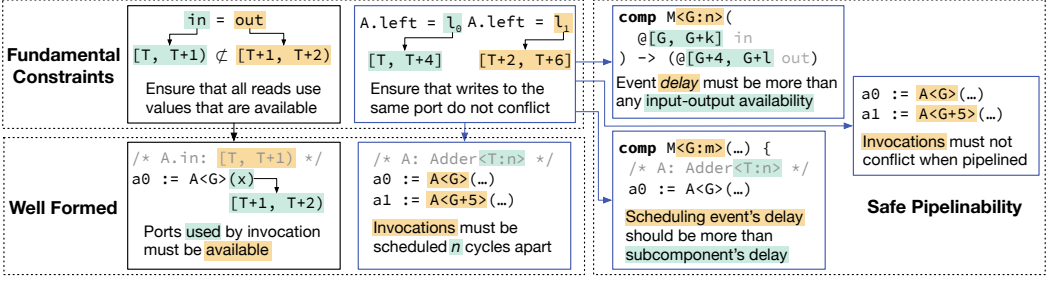 Fundamental
Constraints
in = out
[T, T+1) ⊄ [T+1, T+2)
Ensure that all reads use
values that are available
A.left = l0 A.left = l1
[T, T+4] [T+2, T+6]
Ensure that writes to the
same port do not conflict
comp M<G:n>(
@[G, G+k] in
) -> (@[G+4, G+l out)
Event delay must be more than
any input-output availability
a0 := A<G>(…)
a1 := A<G+5>(…)
Invocations must not
conflict when pipelined
Well Formed
/* A.in: [T, T+1) */
a0 := A<G>(x)
[T+1, T+2)
Ports used by invocation
must be available
/* A: Adder<T:n> */
a0 := A<G>(…)
a1 := A<G+5>(…)
Invocations must be
scheduled n cycles apart
comp M<G:m>(…) {
/* A: Adder<T:n> */
a0 := A<G>(…)
Scheduling event's delay
should be more than
subcomponent's delay
Safe Pipelinability